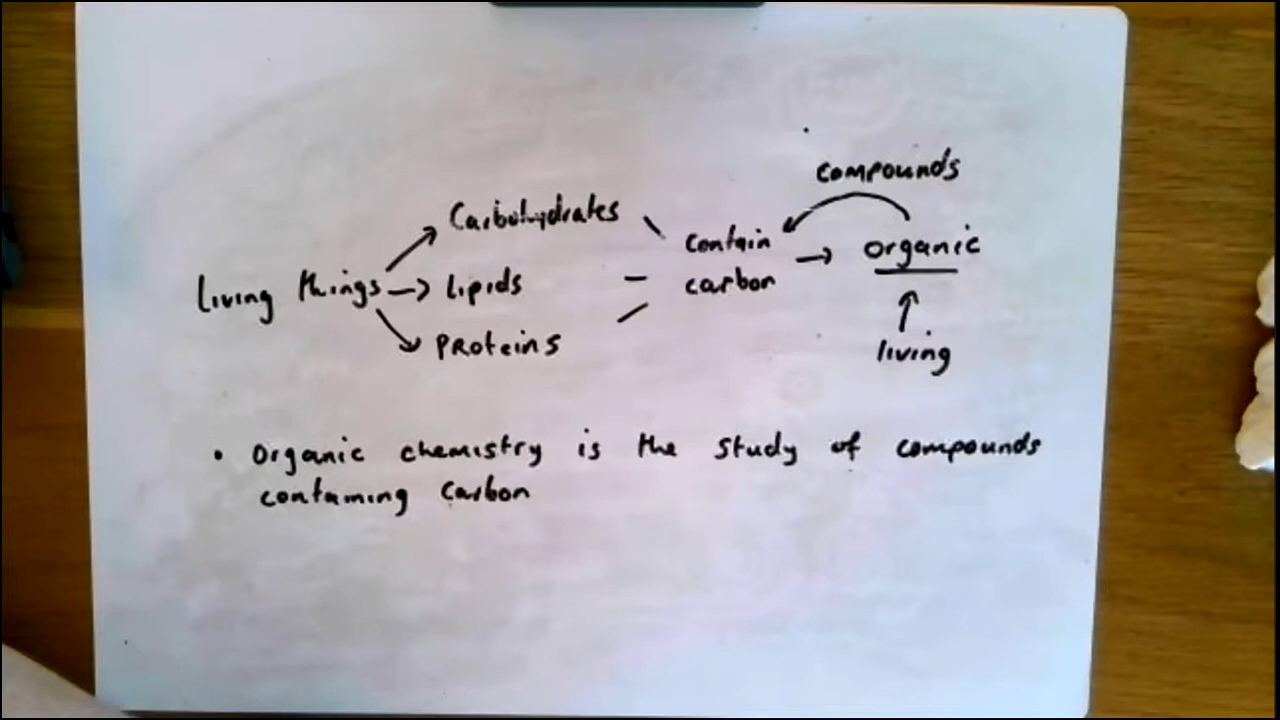 compounds
Carbohydrates
contain
carbon
→ organic
living things → lipids
living
proteins
• Organic chemistry is the study of compounds
containing carbon